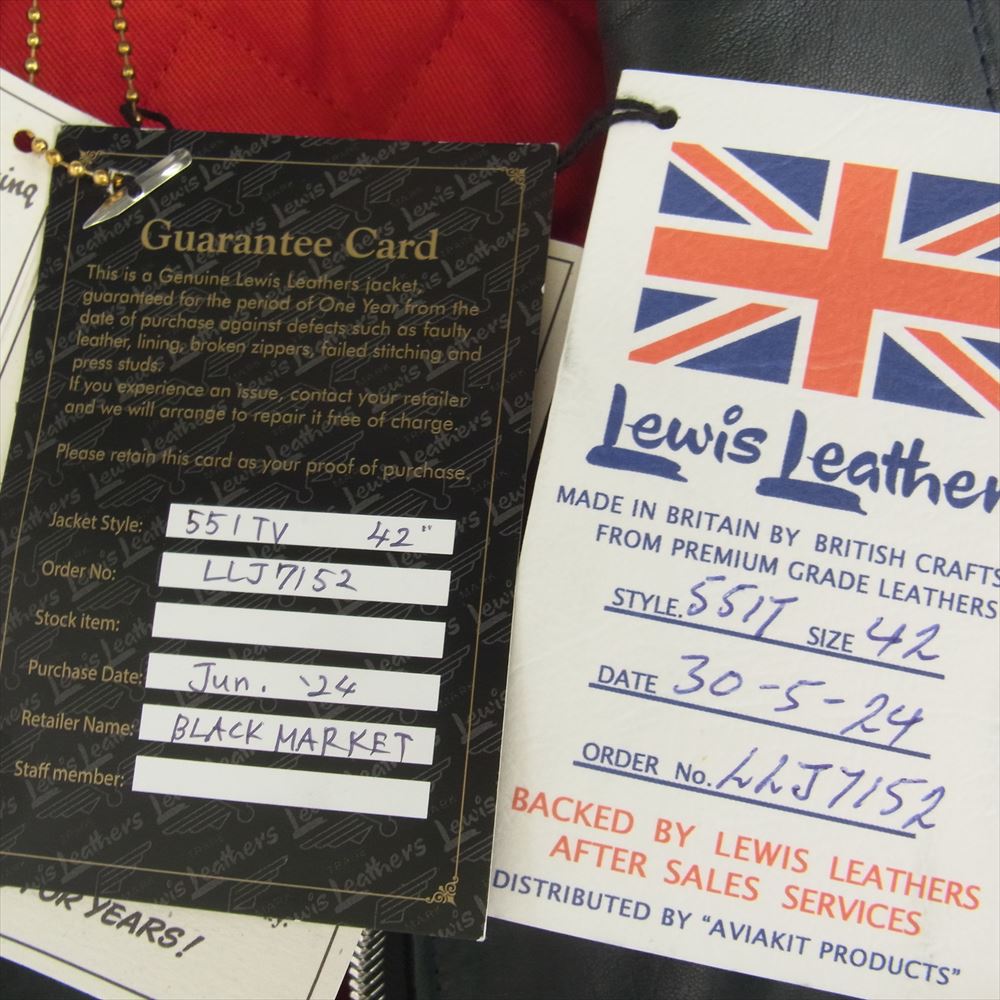 ing
Guarantee Card
This is a Genuine Lewis Leathers jacket,
guaranteed for the period of One Year from the
date of purchase against defects such as faulty
leather, lining, broken zippers, failed stitching and
press studs.
If you experience an issue, contact your retailer
and we will arrange to repair it free of charge.
Please retain this card as your proof of purchase.
Jacket Style: 551TV 42"
Order No: LLJ7152
Stock item:
Purchase Date: Jun. '24
Retailer Name: BLACK MARKET
Staff member:
FOR YEARS!
Lewis Leather
MADE IN BRITAIN BY BRITISH CRAFTS
FROM PREMIUM GRADE LEATHERS
STYLE. 551T SIZE 42
DATE 30-5-24
ORDER No. LLJ7152
BACKED BY LEWIS LEATHERS
AFTER SALES SERVICES
DISTRIBUTED BY "AVIAKIT PRODUCTS"